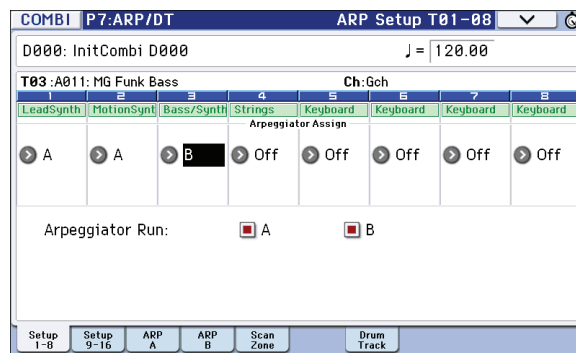 COMBI P7:ARP/DT ARP Setup T01-08
D000: InitCombi D000 ♩= 120.00
T03:A011: MG Funk Bass Ch:Gch
1 2 3 4 5 6 7 8
LeadSynth MotionSynt Bass/Synth Strings Keyboard Keyboard Keyboard Keyboard
Arpeggiator Assign
A A B Off Off Off Off Off
Arpeggiator Run: A B
Setup 1-8 Setup 9-16 ARP A ARP B Scan Zone Drum Track